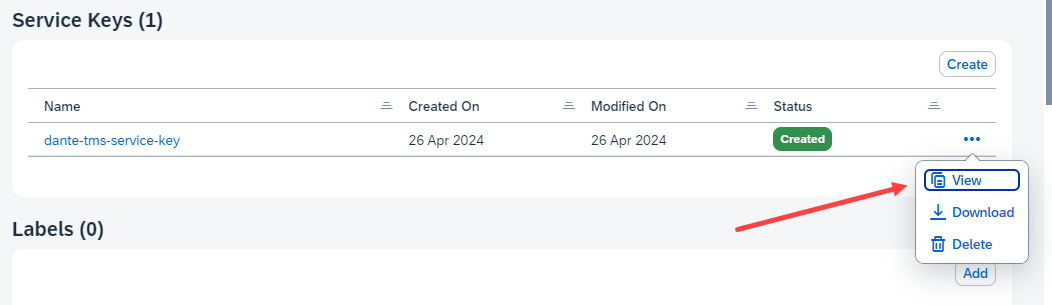 Service Keys (1)
Create
Name Created On Modified On Status
dante-tms-service-key 26 Apr 2024 26 Apr 2024 Created
View
Download
Delete
Labels (0)
Add